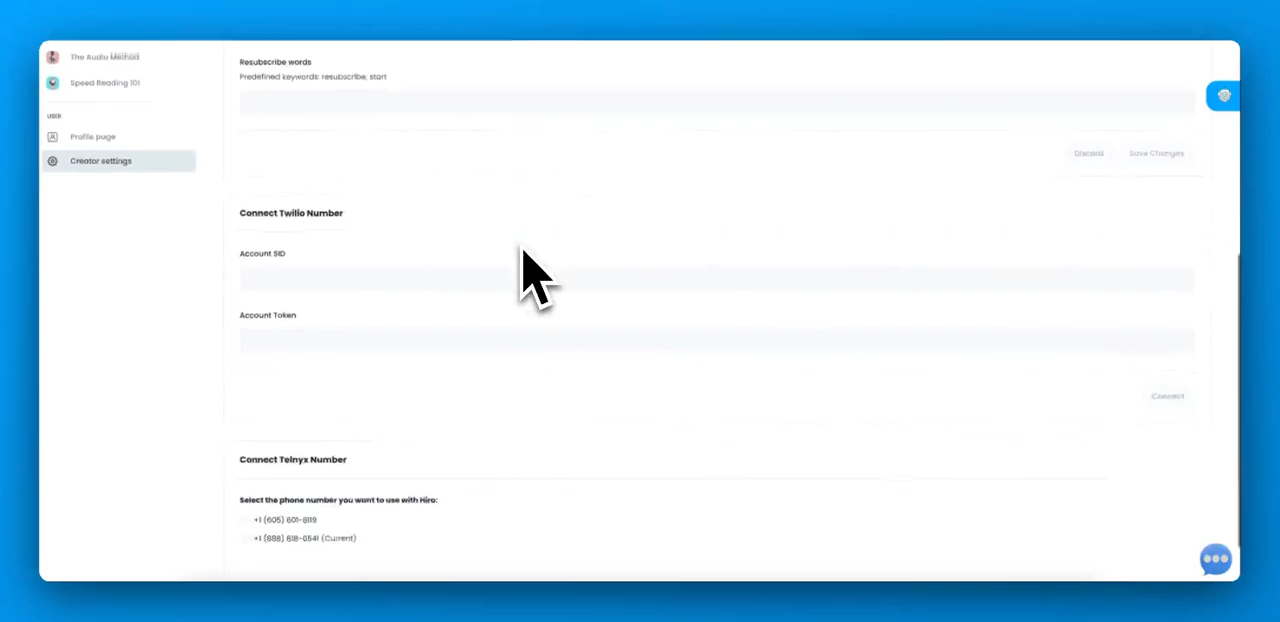 The Audio Method
Speed Reading 101
USER
Profile page
Creator settings
Resubscribe words
Predefined keywords: resubscribe, start
Discard
Save Changes
Connect Twilio Number
Account SID
Account Token
Connect
Connect Telnyx Number
Select the phone number you want to use with Hiro:
+1 (605) 601-8119
+1 (888) 618-0541 (Current)